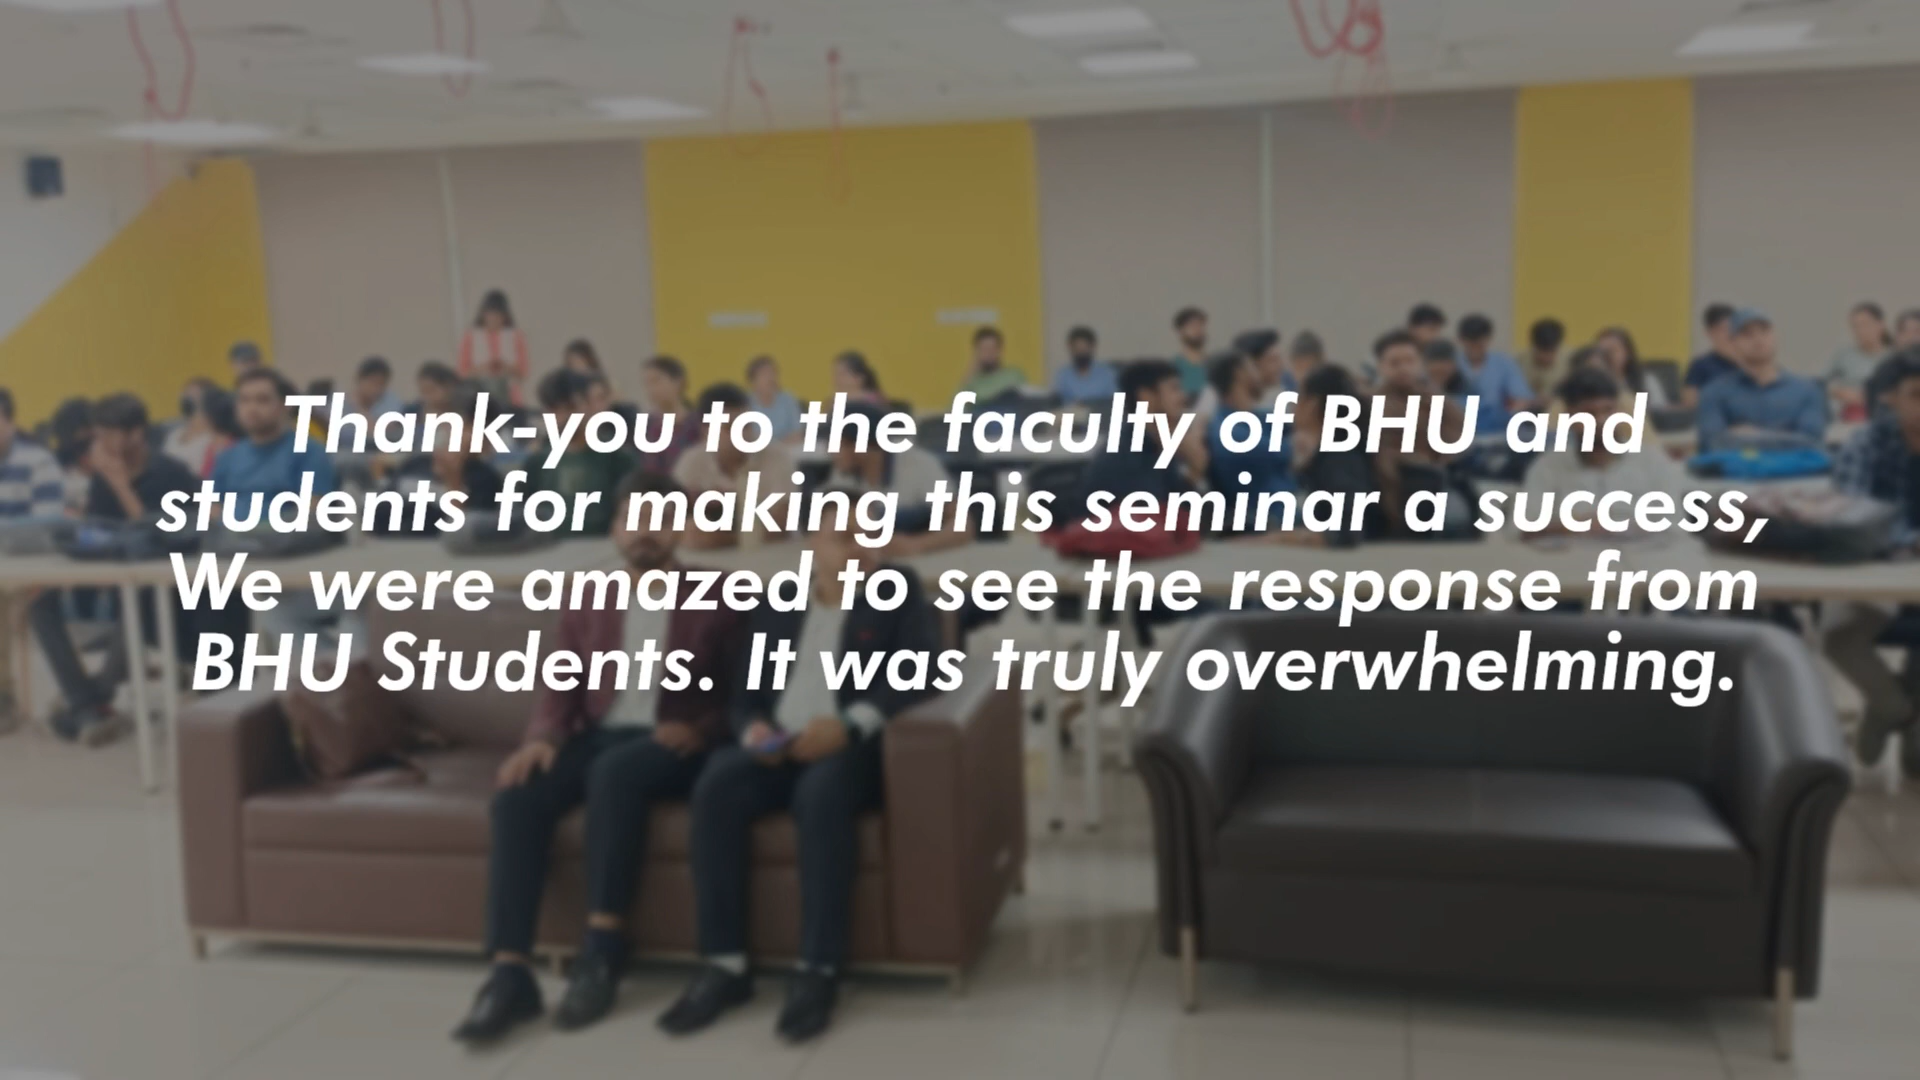 Thank-you to the faculty of BHU and
students for making this seminar a success,
We were amazed to see the response from
BHU Students. It was truly overwhelming.